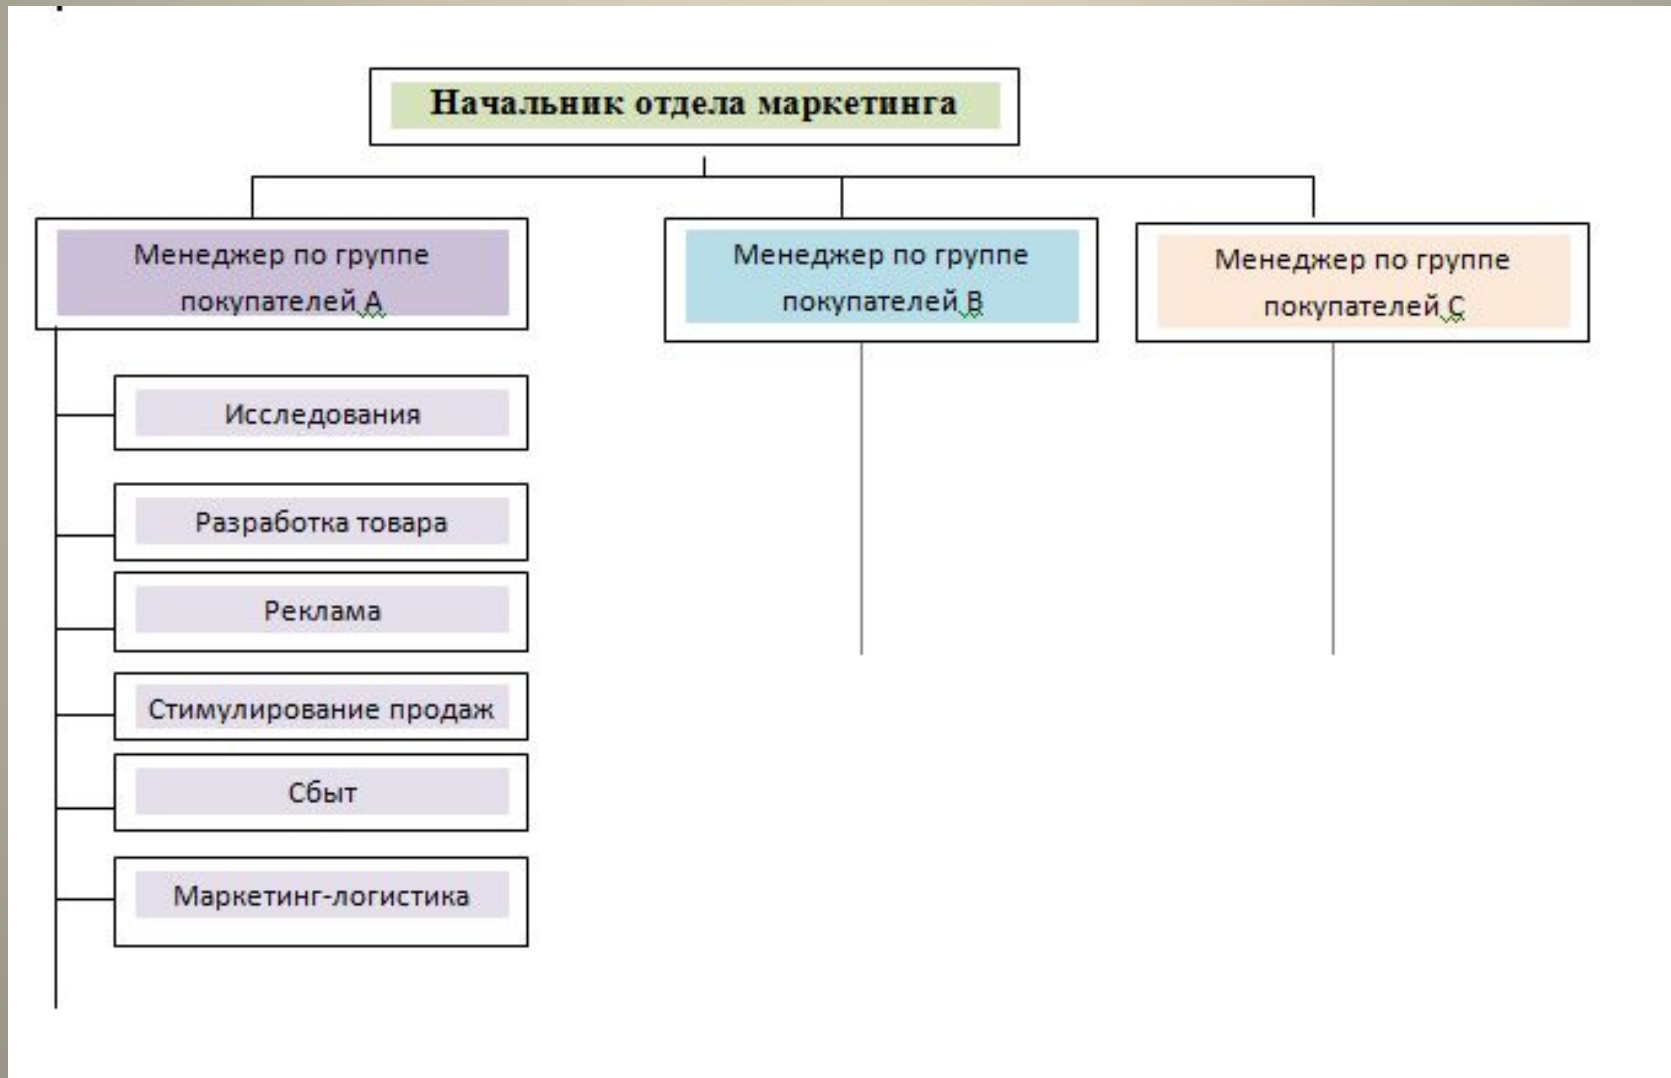 Начальник отдела маркетинга
Менеджер по группе
покупателей А
Менеджер по группе
покупателей В
Менеджер по группе
покупателей С
Исследования
Разработка товара
Реклама
Стимулирование продаж
Сбыт
Маркетинг-логистика